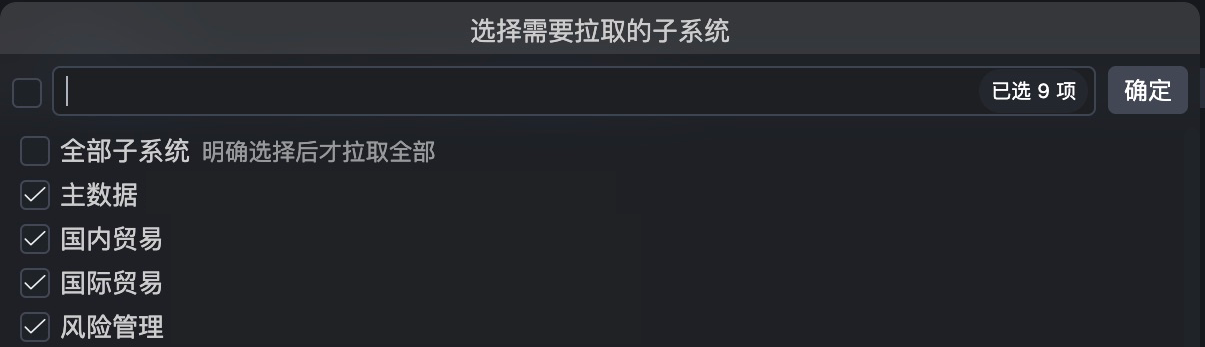 选择需要拉取的子系统
已选 9 项 确定
全部子系统 明确选择后才拉取全部
主数据
国内贸易
国际贸易
风险管理